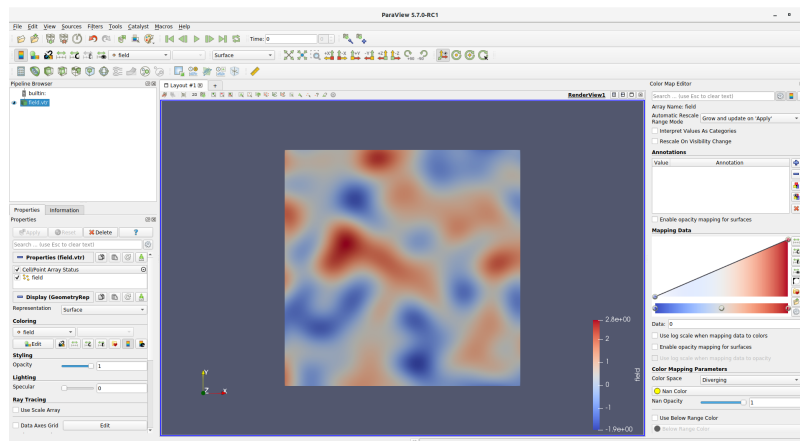 ParaView 5.7.0-RC1
File Edit View Sources Filters Tools Catalyst Macros Help
Time: 0
field
Surface
Pipeline Browser
builtin:
field.vtr
Layout #1
RenderView1
Properties Information
Properties
Apply Reset Delete ?
Search ... (use Esc to clear text)
Properties (field.vtr)
Cell/Point Array Status
field
Display (GeometryRep
Representation Surface
Coloring
field
Edit
Styling
Opacity 1
Lighting
Specular 0
Ray Tracing
Use Scale Array
Data Axes Grid Edit
Y
Z X
2.8e+00
2
1
0
-1
-1.9e+00
field
Color Map Editor
Search ... (use Esc to clear text)
Array Name: field
Automatic Rescale Range Mode Grow and update on 'Apply'
Interpret Values As Categories
Rescale On Visibility Change
Annotations
Value Annotation
Enable opacity mapping for surfaces
Mapping Data
Data: 0
Use log scale when mapping data to colors
Enable opacity mapping for surfaces
Use log scale when mapping data to opacity
Color Mapping Parameters
Color Space Diverging
Nan Color
Nan Opacity 1
Use Below Range Color
Below Range Color